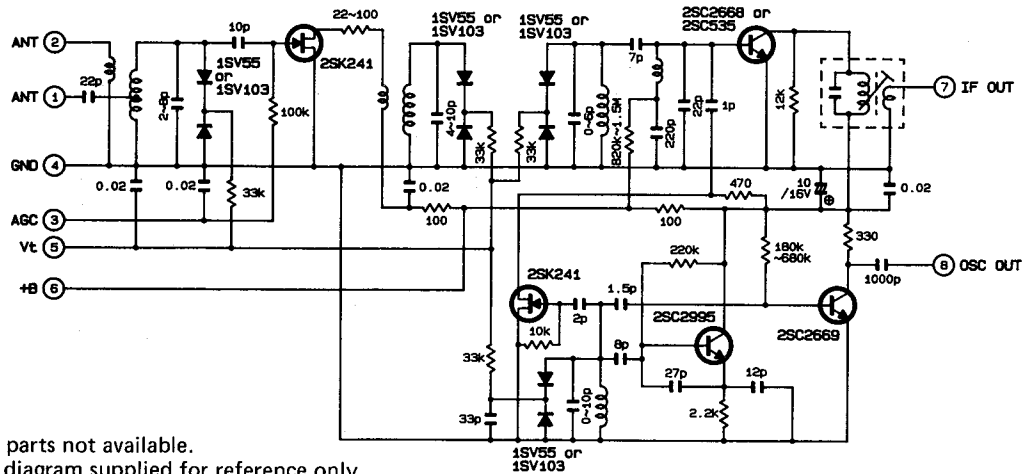 1SV55 or
1SV103
1SV55 or
1SV103
2SC2668 or
2SC535
22~100
10p
ANT 2
2SK241
7p
1SV55
or
1SV103
22p
ANT 1
2~8p
100k
4~10p
33k
33k
0~6p
820k~1.5M
220p
22p
1p
12k
7 IF OUT
GND 4
0.02
0.02
33k
0.02
470
10
/16V
0.02
AGC 3
100
100
Vt 5
220k
180k
~680k
330
+B 6
8 OSC OUT
1000p
2SK241
1.5p
2p
2SC2995
2SC2669
10k
33k
8p
27p
12p
33p
0~10p
2.2k
parts not available.
diagram supplied for reference only
1SV55 or
1SV103